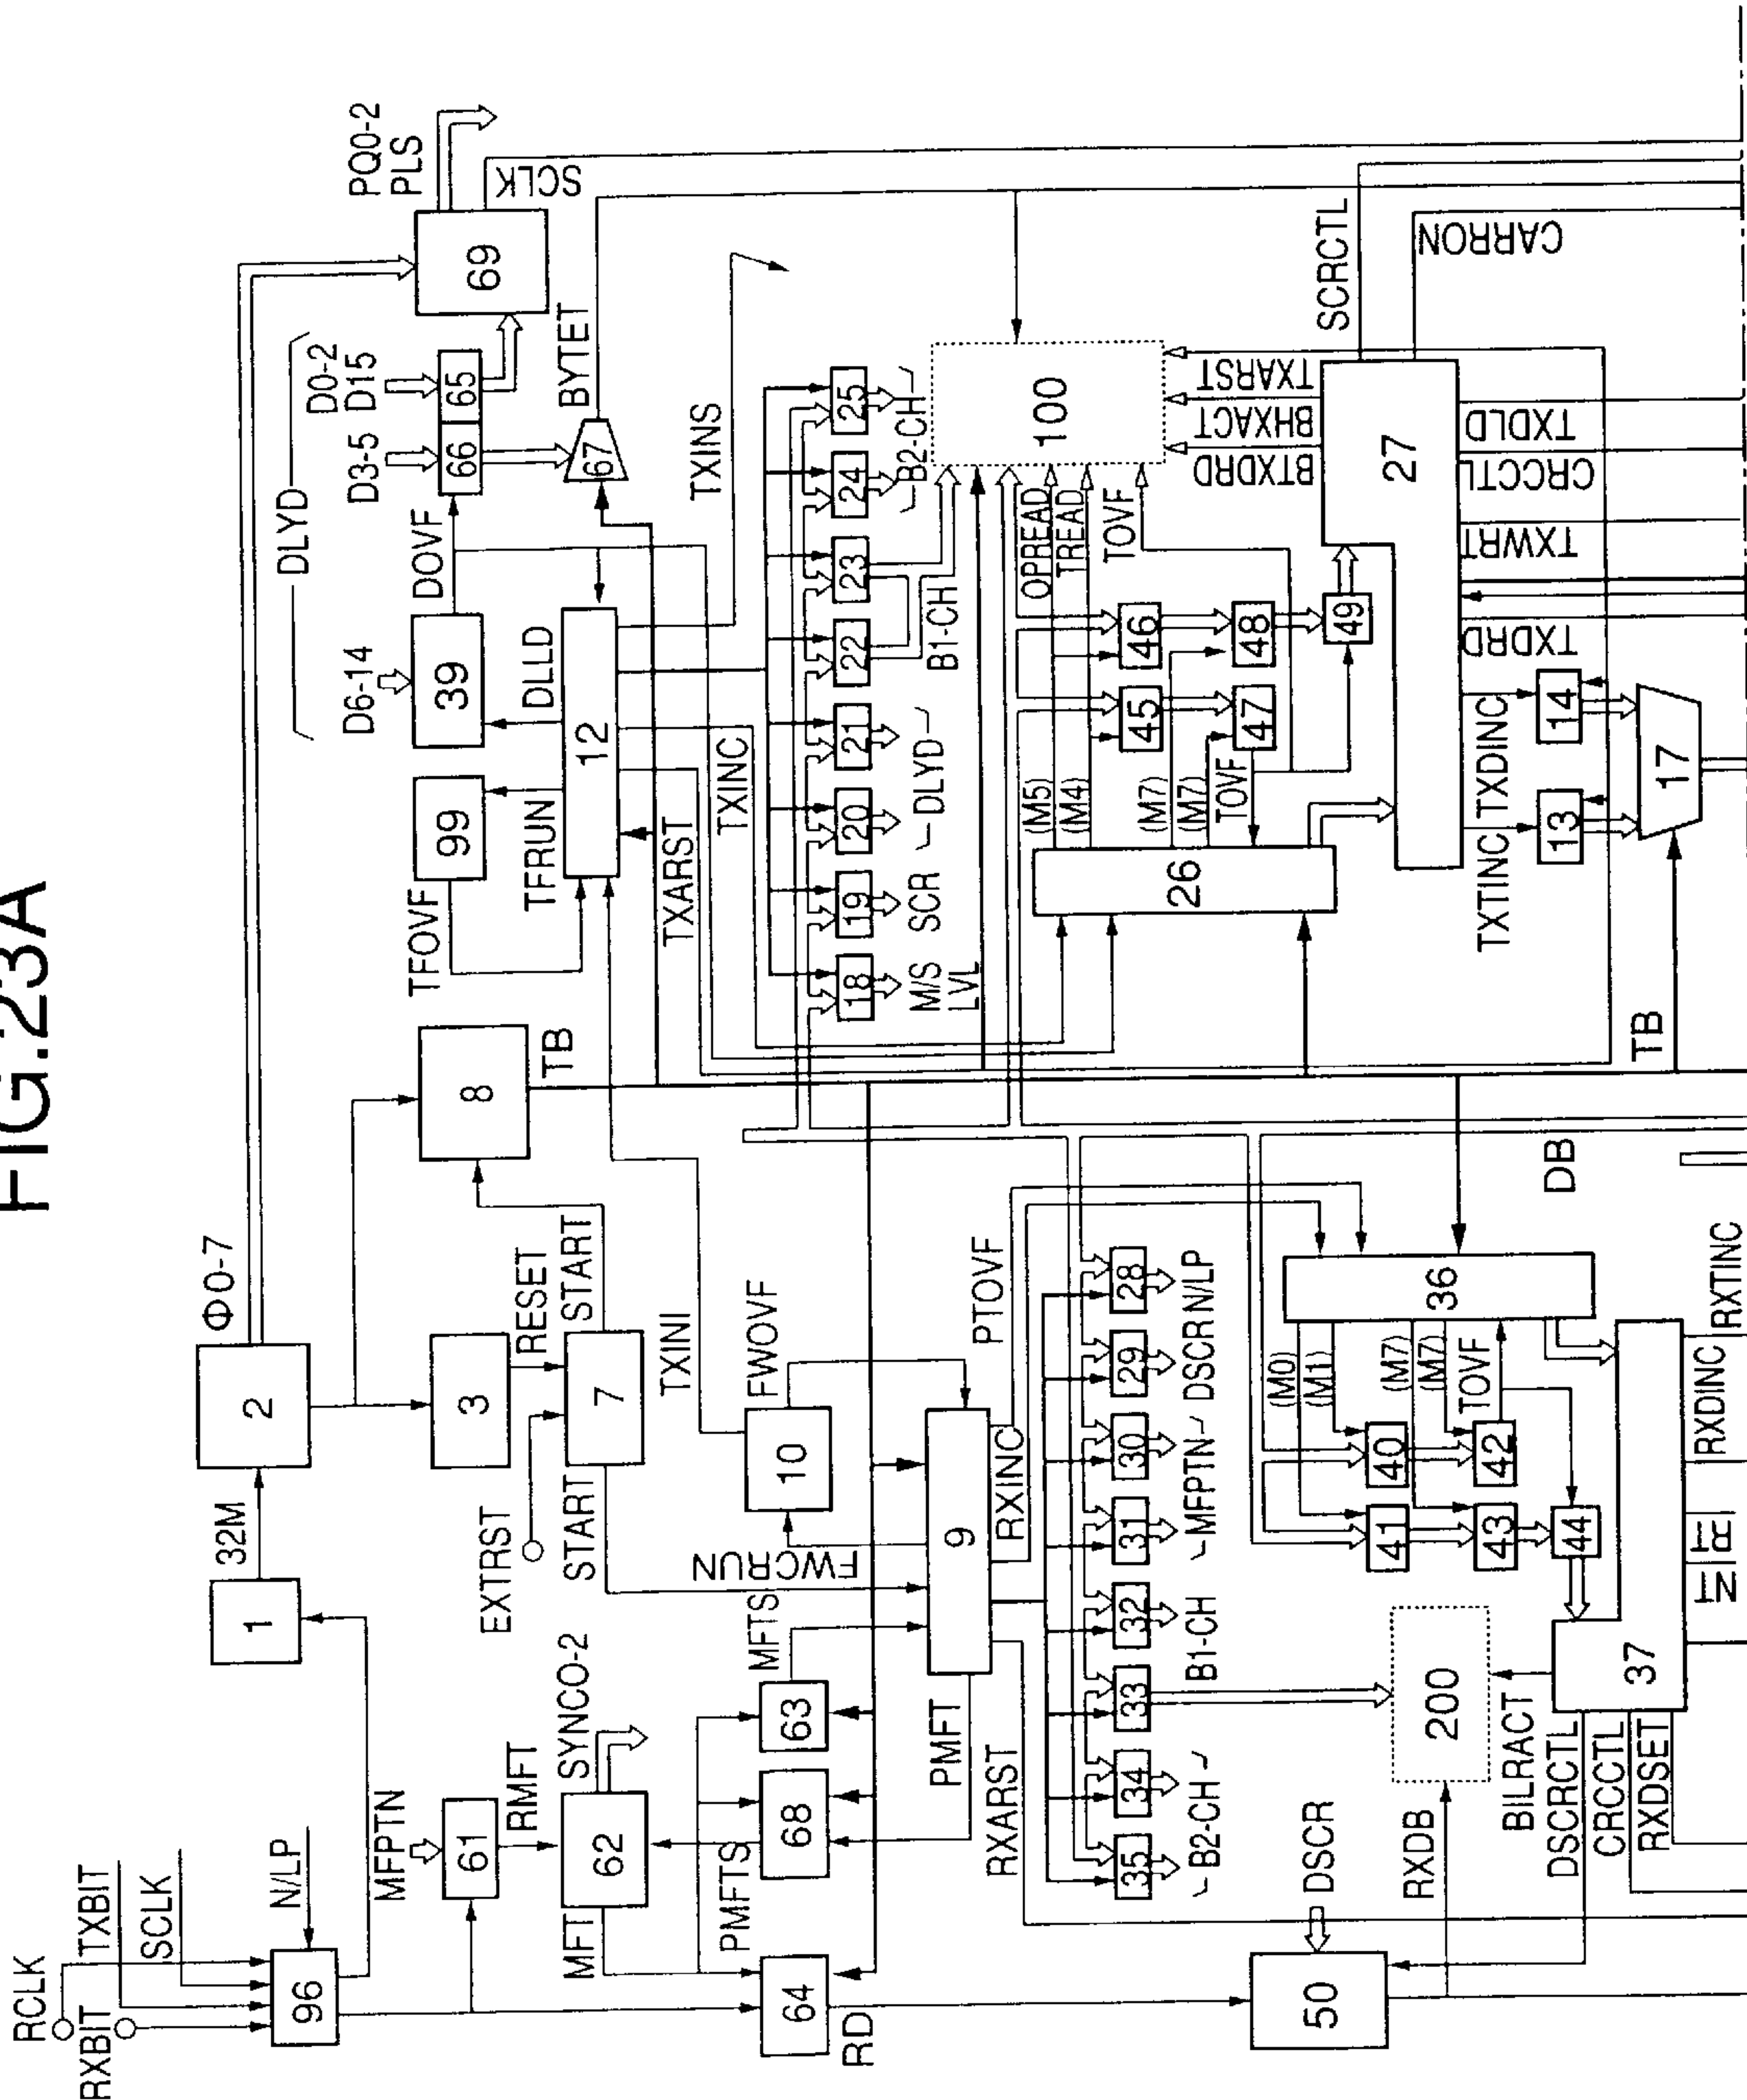 FIG.23A
RCLK
RXBIT
TXBIT
SCLK
N/LP
96
MFPTN
1
32M
2
Φ0-7
3
RESET
EXTRST
7
START
START
8
TB
61
RMFT
62
SYNCO-2
MFT
PMFTS
68
63
MFTS
64
RD
PMFT
RXARST
9
FWCRUN
10
FWOVF
TXINI
RXINC
PTOVF
DLYD
D6-14
D3-5
D0-2
D15
39
DOVF
66
65
69
PQ0-2
PLS
SCLK
67
BYTET
99
TFOVF
TFRUN
DLLD
12
TXARST
TXINC
TXINS
18
19
20
21
22
23
24
25
M/S
LVL
SCR
DLYD
B1-CH
B2-CH
100
OPREAD
TREAD
TOVF
(M5)
(M4)
(M7)
(M7)
TOVF
26
45
46
47
48
49
27
BTXDRD
BHXACT
TXARST
SCRCTL
CARRON
TXDLD
CRCCTL
TXWRT
TXDRD
TXTINC
TXDINC
13
14
17
TB
DB
35
34
33
32
31
30
29
28
B2-CH
B1-CH
MFPTN
DSCR
N/LP
36
(M0)
(M1)
(M7)
(M7)
TOVF
40
41
42
43
44
37
200
BILRACT
DSCRCTL
CRCCTL
RXDSET
RXDB
DSCR
50
NT
RXDINC
RXTINC